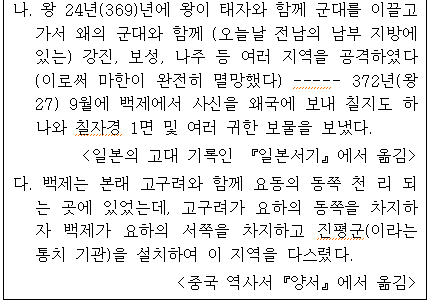 나. 왕 24년(369)년에 왕이 태자와 함께 군대를 이끌고
가서 왜의 군대와 함께 (오늘날 전남의 남부 지방에
있는) 강진, 보성, 나주 등 여러 지역을 공격하였다
(이로써 마한이 완전히 멸망했다) ----- 372년(왕
27) 9월에 백제에서 사신을 왜국에 보내 칠지도 하
나와 칠자경 1면 및 여러 귀한 보물을 보냈다.
<일본의 고대 기록인 『일본서기』에서 옮김>
다. 백제는 본래 고구려와 함께 요동의 동쪽 천 리 되
는 곳에 있었는데, 고구려가 요하의 동쪽을 차지하
자 백제가 요하의 서쪽을 차지하고 진평군(이라는
통치 기관)을 설치하여 이 지역을 다스렸다.
<중국 역사서 『양서』에서 옮김>